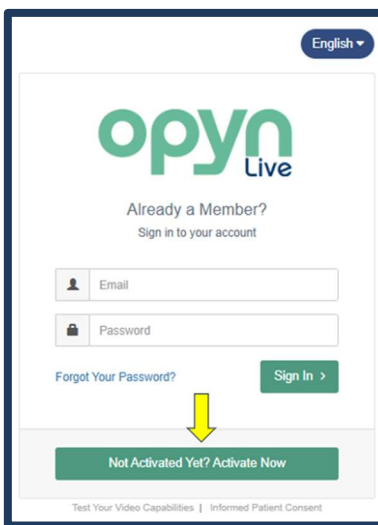 English
opyn
Live
Already a Member?
Sign in to your account
Email
Password
Forgot Your Password?
Sign In >
Not Activated Yet? Activate Now
Test Your Video Capabilities | Informed Patient Consent